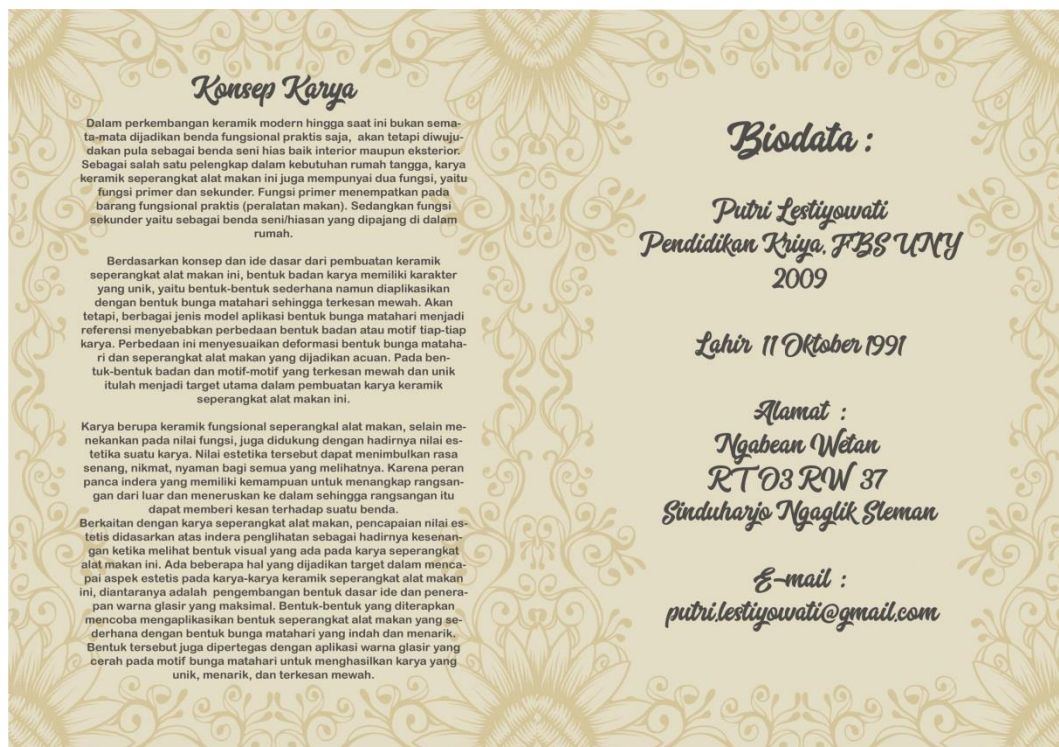 Konsep Karya
Dalam perkembangan keramik modern hingga saat ini bukan sema-
ta-mata dijadikan benda fungsional praktis saja,  akan tetapi diwuju-
dakan pula sebagai benda seni hias baik interior maupun eksterior.
Sebagai salah satu pelengkap dalam kebutuhan rumah tangga, karya
keramik seperangkat alat makan ini juga mempunyai dua fungsi, yaitu
fungsi primer dan sekunder. Fungsi primer menempatkan pada
barang fungsional praktis (peralatan makan). Sedangkan fungsi
sekunder yaitu sebagai benda seni/hiasan yang dipajang di dalam
rumah.
Berdasarkan konsep dan ide dasar dari pembuatan keramik
seperangkat alat makan ini, bentuk badan karya memiliki karakter
yang unik, yaitu bentuk-bentuk sederhana namun diaplikasikan
dengan bentuk bunga matahari sehingga terkesan mewah. Akan
tetapi, berbagai jenis model aplikasi bentuk bunga matahari menjadi
referensi menyebabkan perbedaan bentuk badan atau motif tiap-tiap
karya. Perbedaan ini menyesuaikan deformasi bentuk bunga mataha-
ri dan seperangkat alat makan yang dijadikan acuan. Pada ben-
tuk-bentuk badan dan motif-motif yang terkesan mewah dan unik
itulah menjadi target utama dalam pembuatan karya keramik
seperangkat alat makan ini.
Karya berupa keramik fungsional seperangkal alat makan, selain me-
nekankan pada nilai fungsi, juga didukung dengan hadirnya nilai es-
tetika suatu karya. Nilai estetika tersebut dapat menimbulkan rasa
senang, nikmat, nyaman bagi semua yang melihatnya. Karena peran
panca indera yang memiliki kemampuan untuk menangkap rangsan-
gan dari luar dan meneruskan ke dalam sehingga rangsangan itu
dapat memberi kesan terhadap suatu benda.
Berkaitan dengan karya seperangkat alat makan, pencapaian nilai es-
tetis didasarkan atas indera penglihatan sebagai hadirnya kesenan-
gan ketika melihat bentuk visual yang ada pada karya seperangkat
alat makan ini. Ada beberapa hal yang dijadikan target dalam menca-
pai aspek estetis pada karya-karya keramik seperangkat alat makan
ini, diantaranya adalah  pengembangan bentuk dasar ide dan penera-
pan warna glasir yang maksimal. Bentuk-bentuk yang diterapkan
mencoba mengaplikasikan bentuk seperangkat alat makan yang se-
derhana dengan bentuk bunga matahari yang indah dan menarik.
Bentuk tersebut juga dipertegas dengan aplikasi warna glasir yang
cerah pada motif bunga matahari untuk menghasilkan karya yang
unik, menarik, dan terkesan mewah.
Biodata :
Putri Lestiyowati
Pendidikan Kriya, FBS UNY
2009
Lahir 11 Oktober 1991
Alamat :
Ngabean Wetan
RT 03 RW 37
Sinduharjo Ngaglik Sleman
E-mail :
putri.lestiyowati@gmail.com